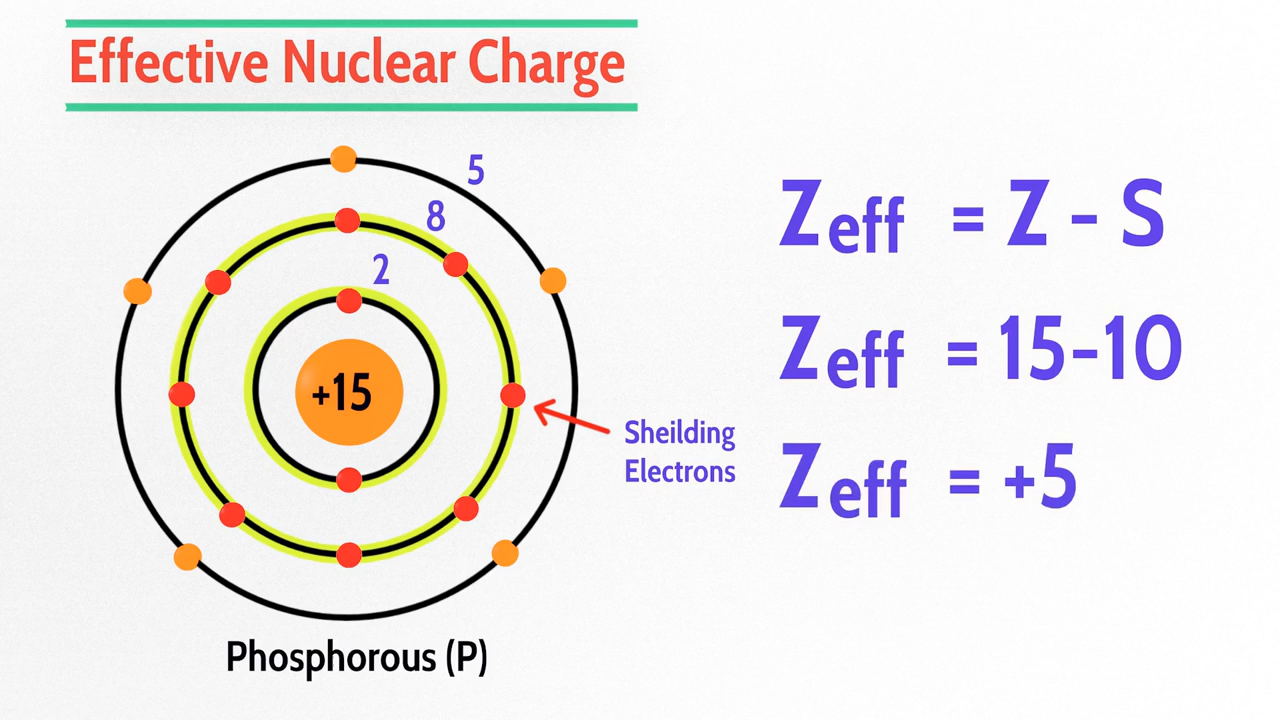 Effective Nuclear Charge
5
8
2
+15
Sheilding
Electrons
Phosphorous (P)
Zeff = Z - S
Zeff = 15-10
Zeff = +5